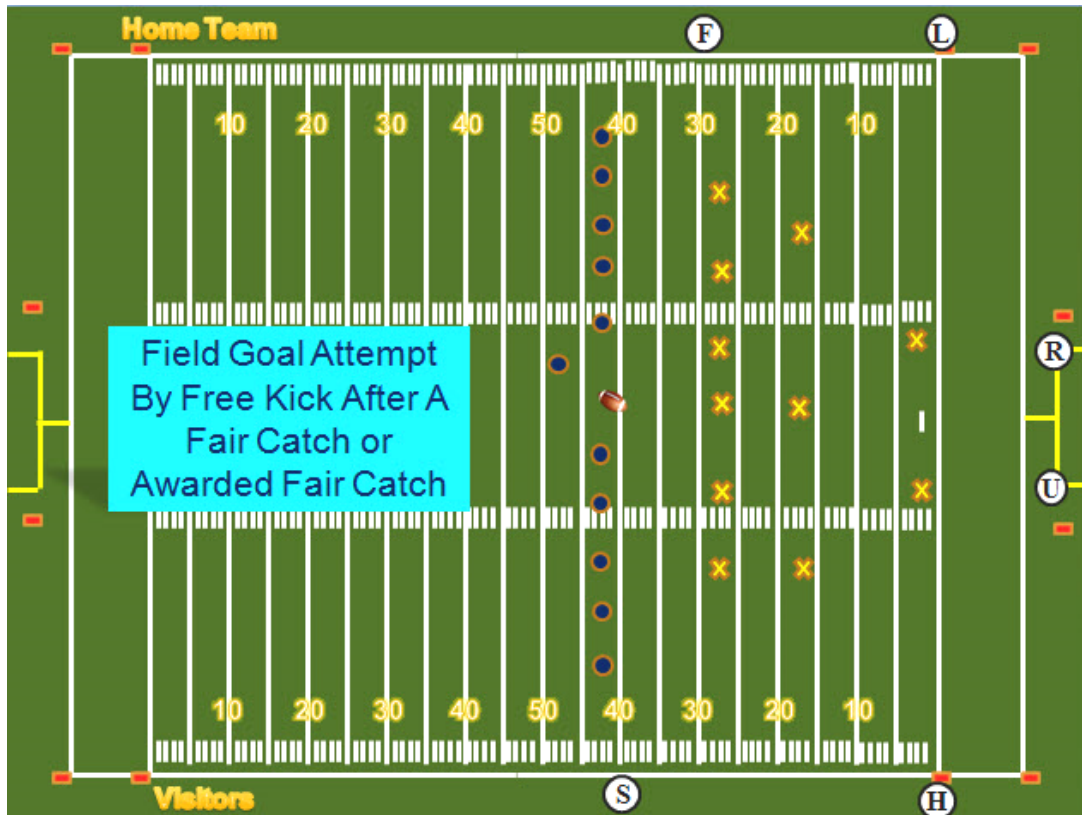 Home Team
F
L
10 20 30 40 50 40 30 20 10
X
X
X
Field Goal Attempt
By Free Kick After A
Fair Catch or
Awarded Fair Catch
X
X
R
X
X
X
X
U
X
X
10 20 30 40 50 40 30 20 10
Visitors
S
H